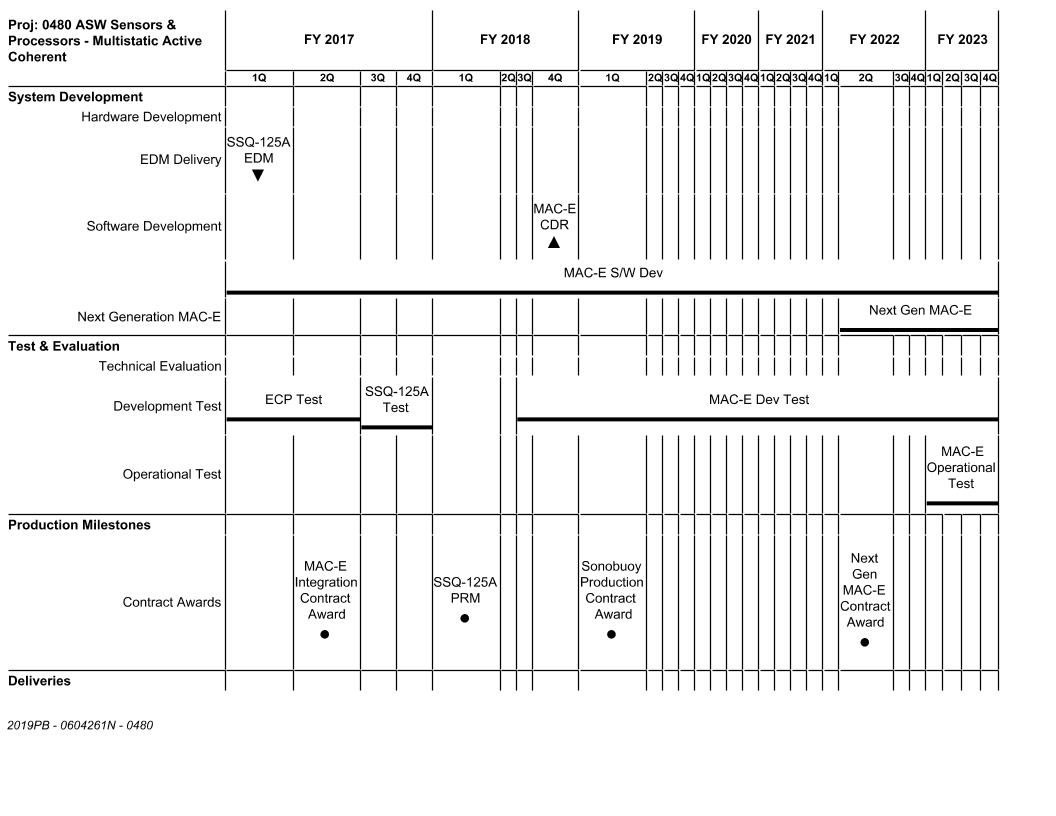 Proj: 0480 ASW Sensors &
Processors - Multistatic Active
Coherent
FY 2017 FY 2018 FY 2019 FY 2020 FY 2021 FY 2022 FY 2023
1Q 2Q 3Q 4Q 1Q 2Q 3Q 4Q 1Q 2Q 3Q 4Q 1Q 2Q 3Q 4Q 1Q 2Q 3Q 4Q 1Q 2Q 3Q 4Q 1Q 2Q 3Q 4Q
System Development
Hardware Development
EDM Delivery
SSQ-125A
EDM
Software Development
MAC-E
CDR
MAC-E S/W Dev
Next Generation MAC-E
Next Gen MAC-E
Test & Evaluation
Technical Evaluation
Development Test
ECP Test
SSQ-125A
Test
MAC-E Dev Test
Operational Test
MAC-E
Operational
Test
Production Milestones
Contract Awards
MAC-E
Integration
Contract
Award
SSQ-125A
PRM
Sonobuoy
Production
Contract
Award
Next
Gen
MAC-E
Contract
Award
Deliveries
2019PB - 0604261N - 0480